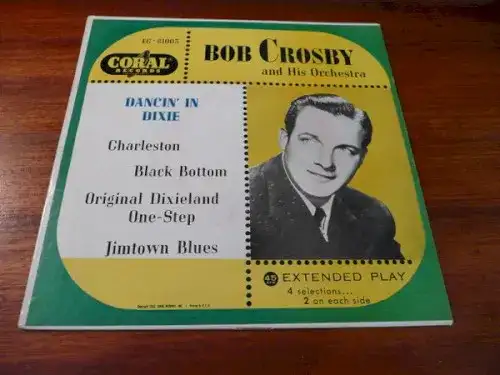 EC-81003
CORAL
RECORDS
BOB CROSBY
and His Orchestra
DANCIN' IN
DIXIE
Charleston
Black Bottom
Original Dixieland
One-Step
Jimtown Blues
45 EXTENDED PLAY
4 selections...
2 on each side